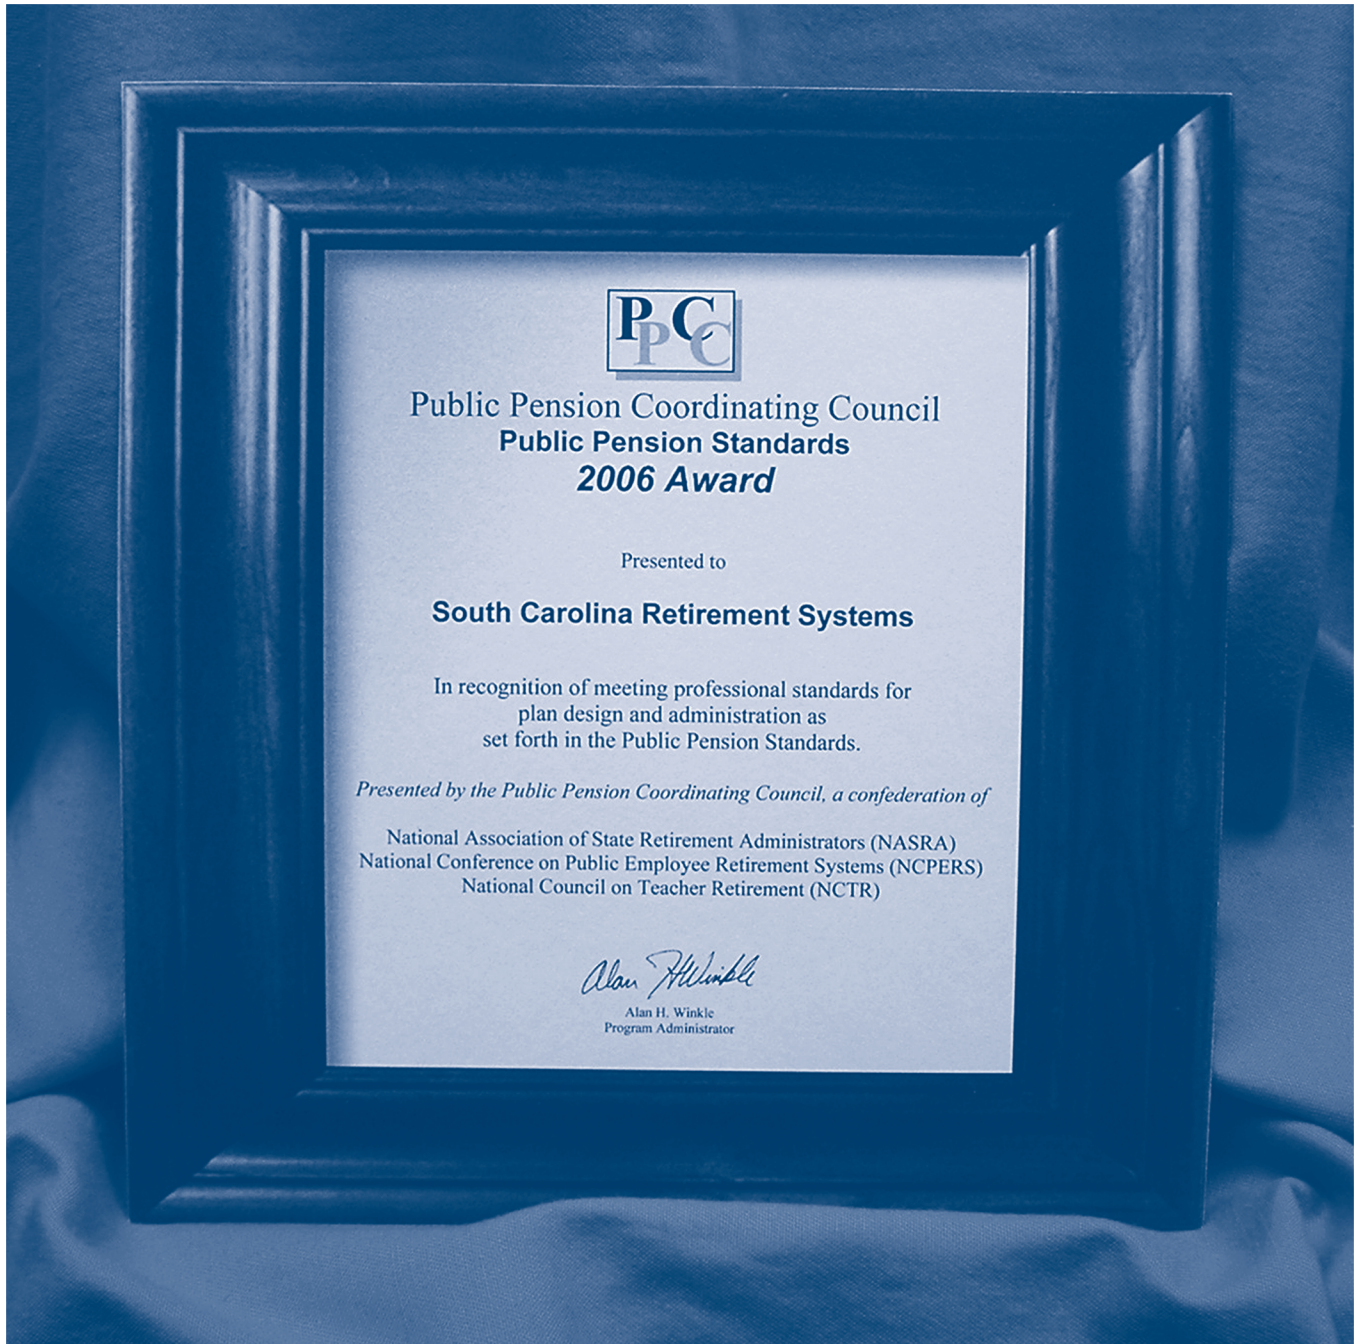 PPCC
PPCC
Public Pension Coordinating Council
Public Pension Standards
2006 Award
Presented to
South Carolina Retirement Systems
In recognition of meeting professional standards for
plan design and administration as
set forth in the Public Pension Standards.
Presented by the Public Pension Coordinating Council, a confederation of
National Association of State Retirement Administrators (NASRA)
National Conference on Public Employee Retirement Systems (NCPERS)
National Council on Teacher Retirement (NCTR)
Alan H Winkle
Alan H. Winkle
Program Administrator